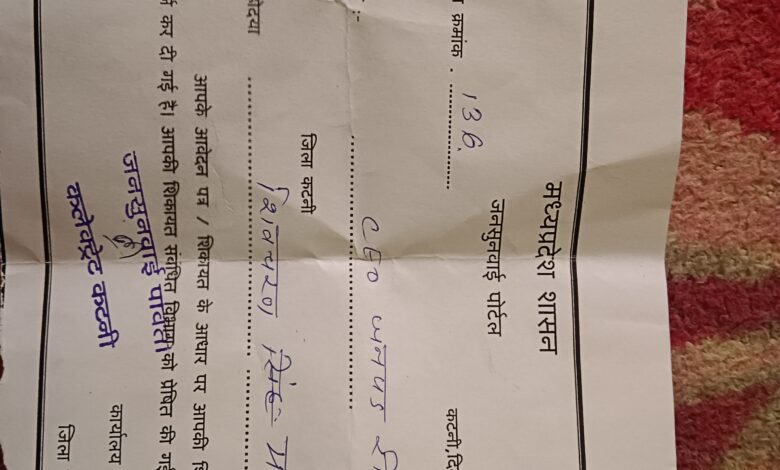 मध्यप्रदेश शासन
जनसुनवाई पोर्टल
क्रमांक . 136
कटनी, दि
CEO जनपद
जिला कटनी
शिवचरण सिंह
आपके आवेदन पत्र / शिकायत के आधार पर आपकी
कर दी गई है। आपकी शिकायत संबंधित विभाग को प्रेषित की गई
जनसुनवाई पावती
कलेक्ट्रेट कटनी
कार्यालय
जिला